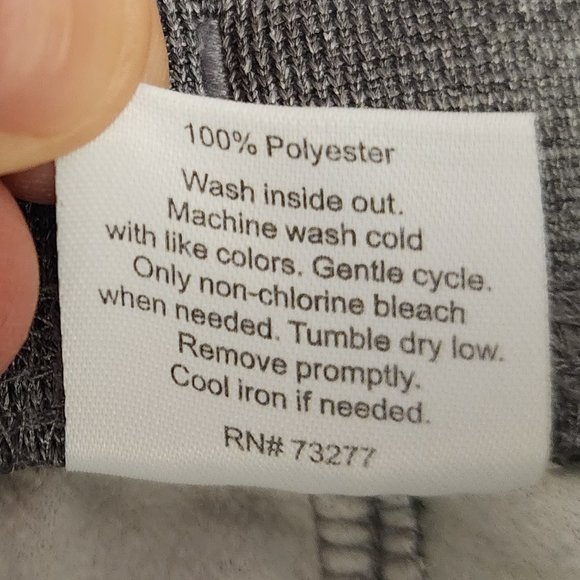 100% Polyester
Wash inside out.
Machine wash cold
with like colors. Gentle cycle.
Only non-chlorine bleach
when needed. Tumble dry low.
Remove promptly.
Cool iron if needed.
RN# 73277